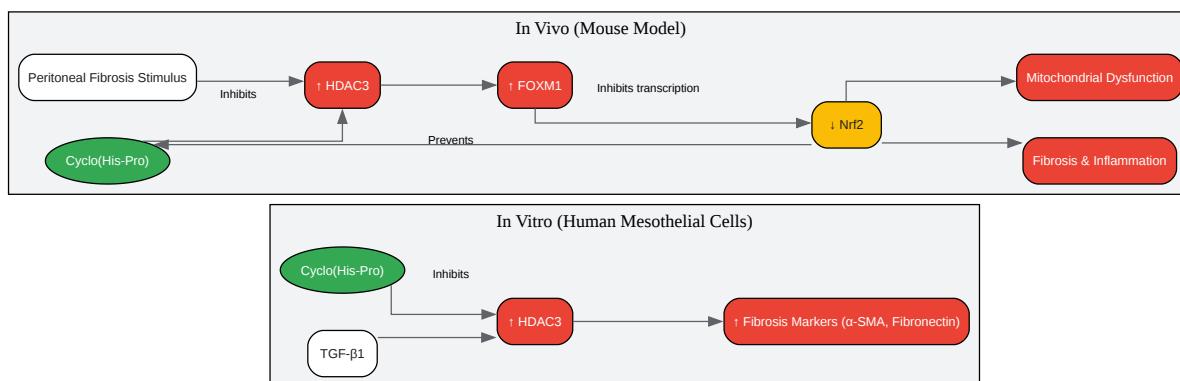 In Vivo (Mouse Model)
Peritoneal Fibrosis Stimulus
Inhibits
↑ HDAC3
↑ FOXM1
Inhibits transcription
Mitochondrial Dysfunction
↓ Nrf2
Prevents
Cyclo(His-Pro)
Fibrosis & Inflammation
In Vitro (Human Mesothelial Cells)
Cyclo(His-Pro)
Inhibits
↑ HDAC3
↑ Fibrosis Markers (α-SMA, Fibronectin)
TGF-β1